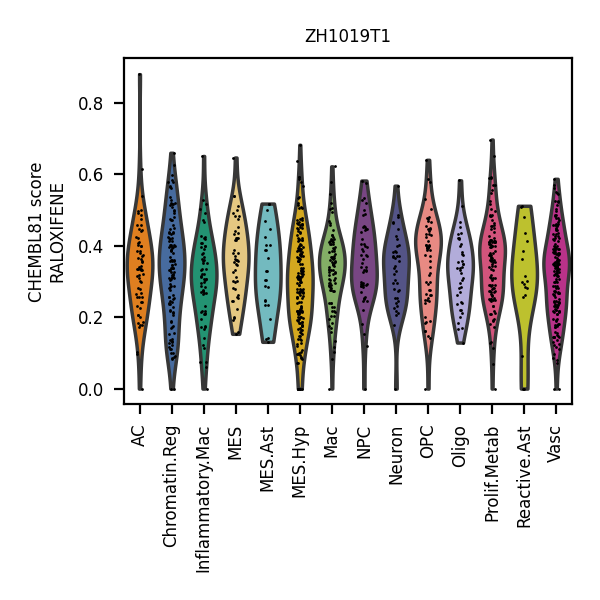 ZH1019T1
CHEMBL81 score
RALOXIFENE
0.8
0.6
0.4
0.2
0.0
AC
Chromatin.Reg
Inflammatory.Mac
MES
MES.Ast
MES.Hyp
Mac
NPC
Neuron
OPC
Oligo
Prolif.Metab
Reactive.Ast
Vasc